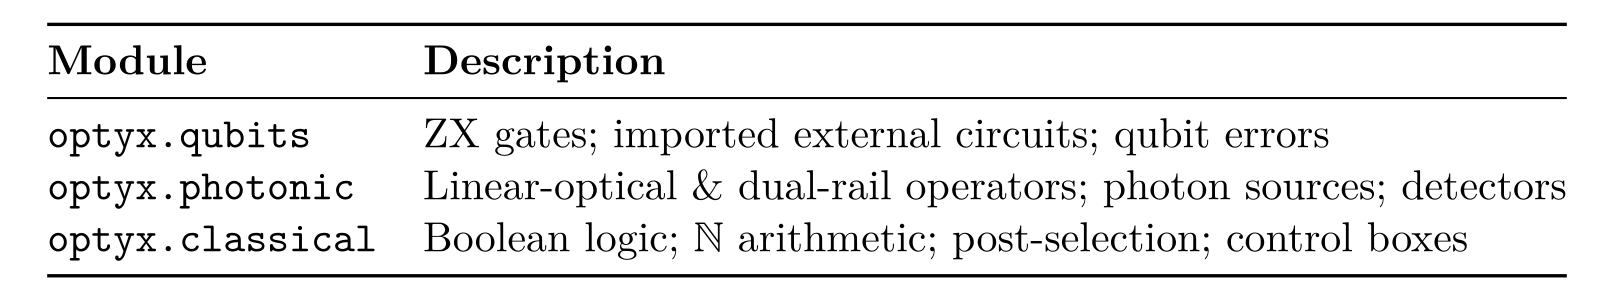 Module Description
optyx.qubits ZX gates; imported external circuits; qubit errors
optyx.photonic Linear-optical & dual-rail operators; photon sources; detectors
optyx.classical Boolean logic; ℕ arithmetic; post-selection; control boxes